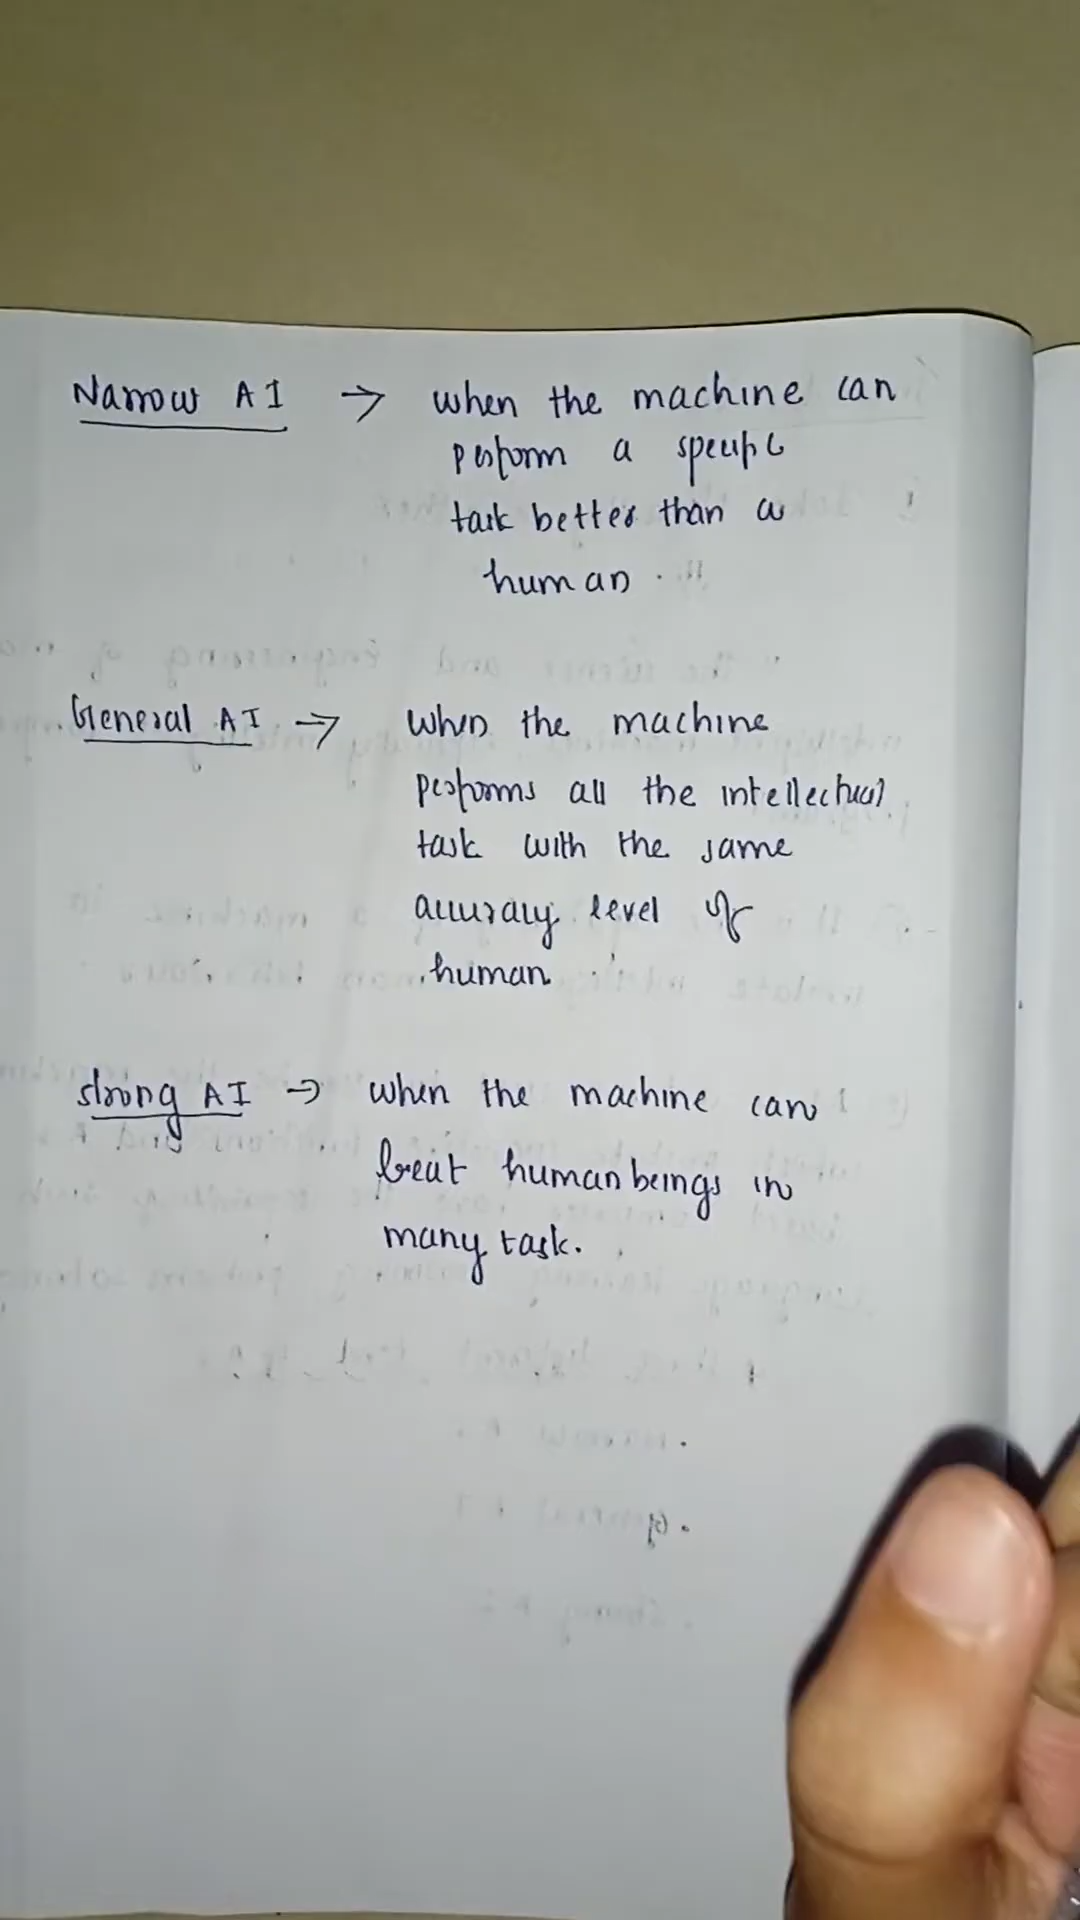 Narrow AI → when the machine can
perform a specific
task better than a
human.
General AI → when the machine
performs all the intellectual
task with the same
accuracy level of
human.
strong AI → when the machine can
beat human beings in
many task.